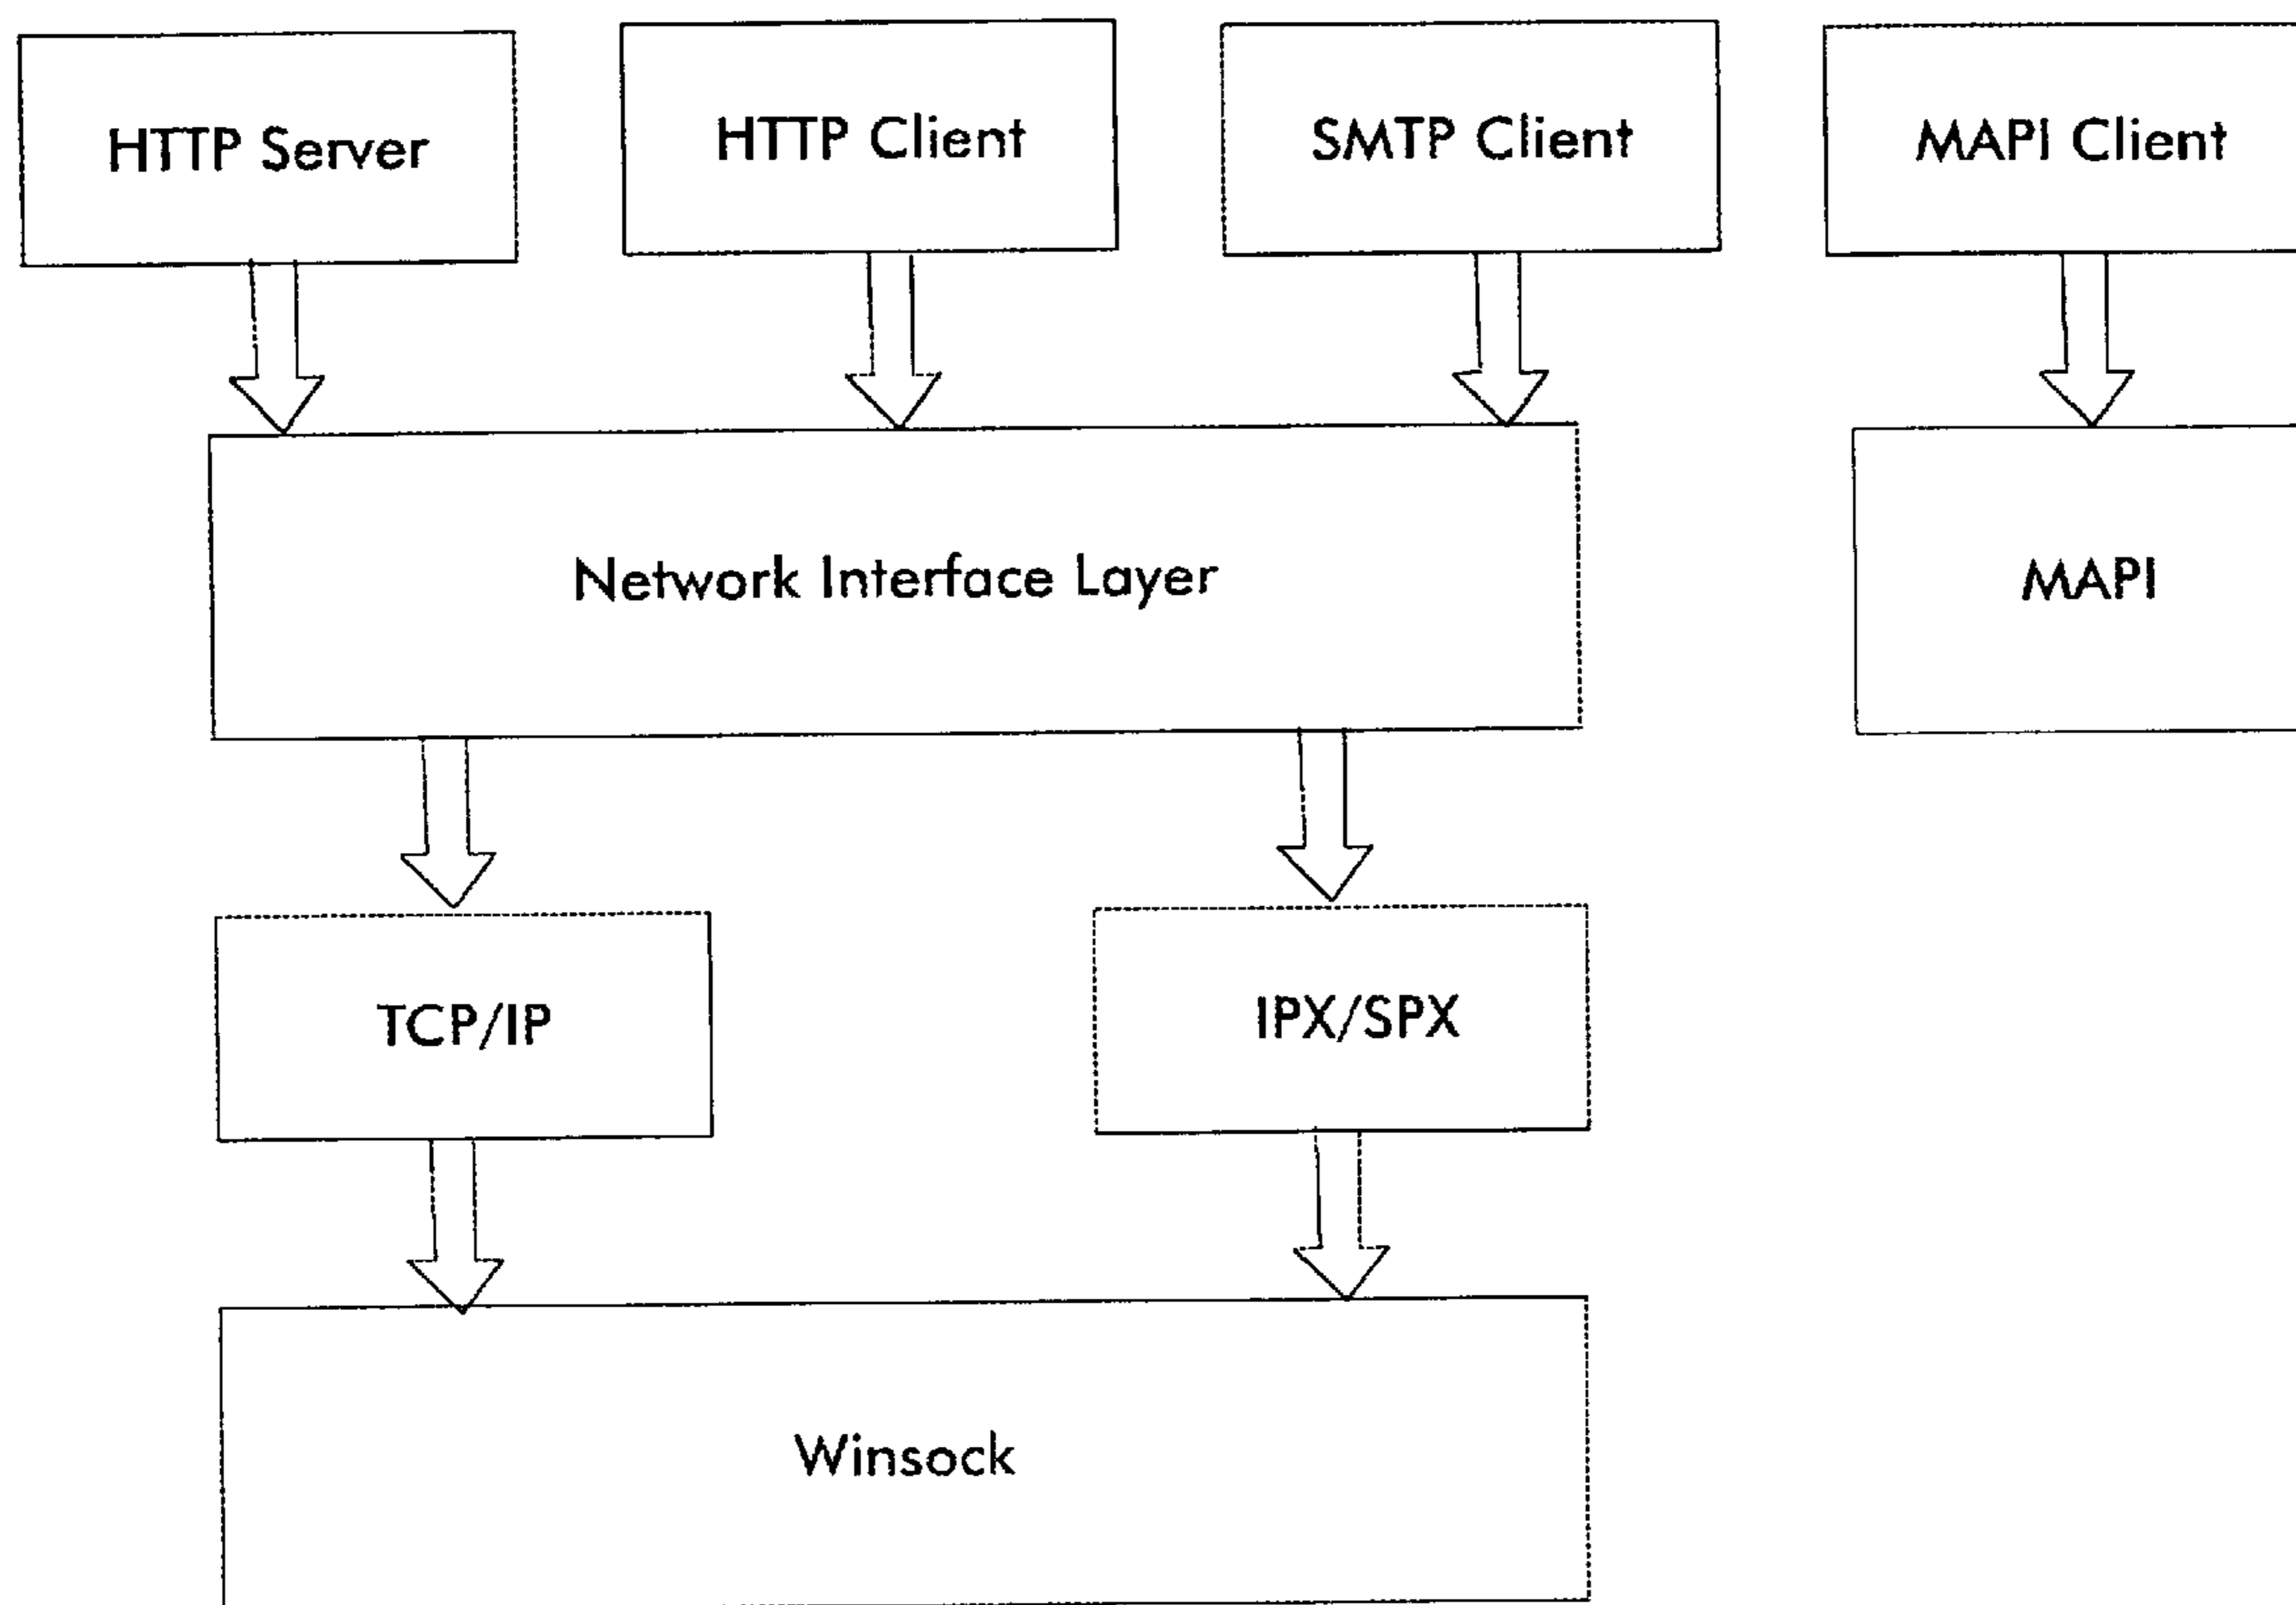 HTTP Server
HTTP Client
SMTP Client
MAPI Client
Network Interface Layer
MAPI
TCP/IP
IPX/SPX
Winsock